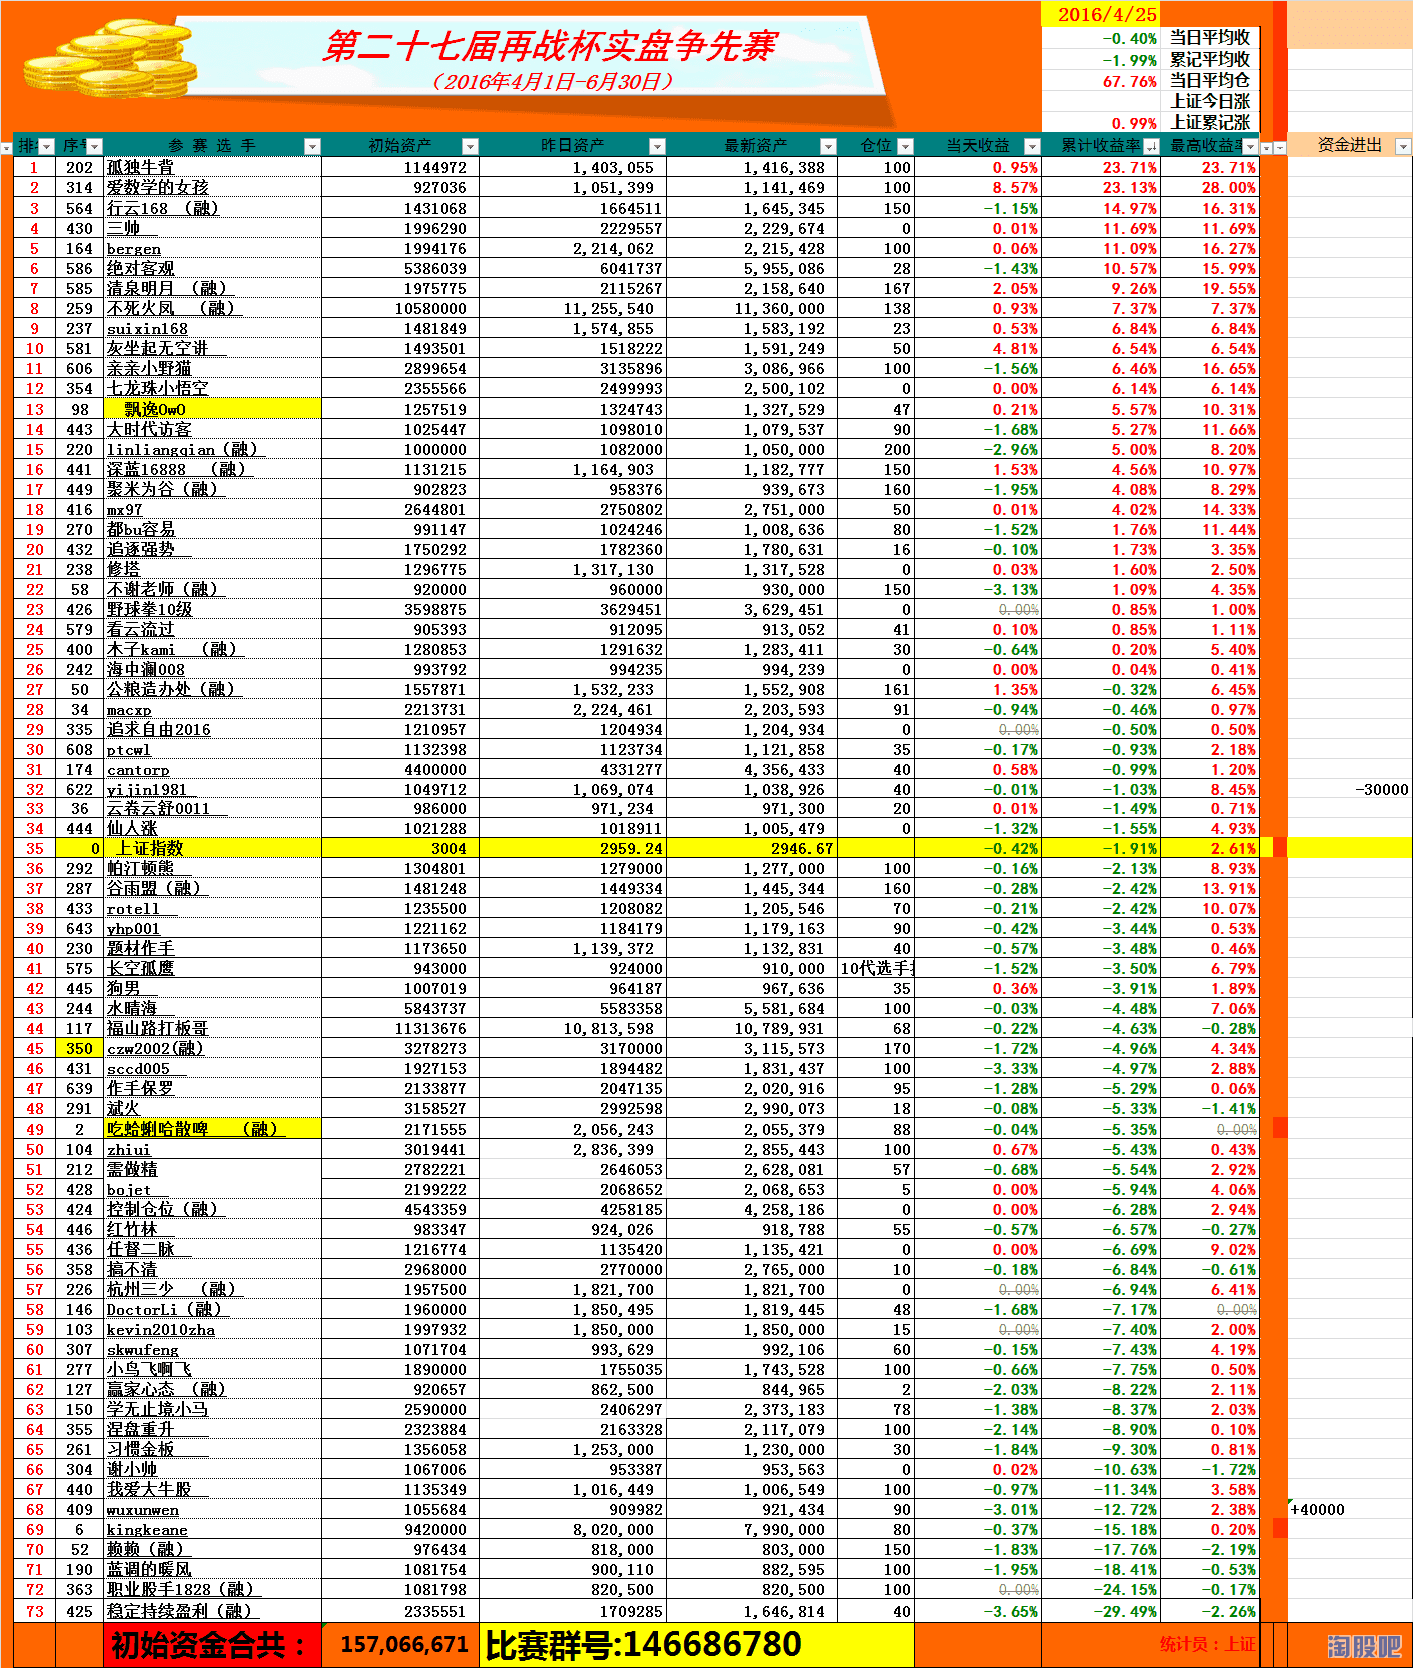 第二十七届再战杯实盘争先赛
（2016年4月1日-6月30日）
2016/4/25
-0.40% 当日平均收
-1.99% 累记平均收
67.76% 当日平均仓
上证今日涨
0.99% 上证累记涨
排 序号 参 赛 选 手 初始资产 昨日资产 最新资产 仓位 当天收益 累计收益率 最高收益率 资金进出
1 202 孤独牛背 1144972 1,403,055 1,416,388 100 0.95% 23.71% 23.71%
2 314 爱数学的女孩 927036 1,051,399 1,141,469 100 8.57% 23.13% 28.00%
3 564 行云168 （融） 1431068 1664511 1,645,345 150 -1.15% 14.97% 16.31%
4 430 三帅 1996290 2229557 2,229,674 0 0.01% 11.69% 11.69%
5 164 bergen 1994176 2,214,062 2,215,428 100 0.06% 11.09% 16.27%
6 586 绝对客观 5386039 6041737 5,955,086 28 -1.43% 10.57% 15.99%
7 585 清泉明月 （融） 1975775 2115267 2,158,640 167 2.05% 9.26% 19.55%
8 259 不死火凤 （融） 10580000 11,255,540 11,360,000 138 0.93% 7.37% 7.37%
9 237 suixin168 1481849 1,574,855 1,583,192 23 0.53% 6.84% 6.84%
10 581 灰坐起无空讲 1493501 1518222 1,591,249 50 4.81% 6.54% 6.54%
11 606 亲亲小野猫 2899654 3135896 3,086,966 100 -1.56% 6.46% 16.65%
12 354 七龙珠小悟空 2355566 2499993 2,500,102 0 0.00% 6.14% 6.14%
13 98 飘逸OwO 1257519 1324743 1,327,529 47 0.21% 5.57% 10.31%
14 443 大时代访客 1025447 1098010 1,079,537 90 -1.68% 5.27% 11.66%
15 220 linliangqian（融） 1000000 1082000 1,050,000 200 -2.96% 5.00% 8.20%
16 441 深蓝16888 （融） 1131215 1,164,903 1,182,777 150 1.53% 4.56% 10.97%
17 449 聚米为谷（融） 902823 958376 939,673 160 -1.95% 4.08% 8.29%
18 416 mx97 2644801 2750802 2,751,000 50 0.01% 4.02% 14.33%
19 270 都bu容易 991147 1024246 1,008,636 80 -1.52% 1.76% 11.44%
20 432 追逐强势 1750292 1782360 1,780,631 16 -0.10% 1.73% 3.35%
21 238 修塔 1296775 1,317,130 1,317,528 0 0.03% 1.60% 2.50%
22 58 不谢老师（融） 920000 960000 930,000 150 -3.13% 1.09% 4.35%
23 426 野球拳10级 3598875 3629451 3,629,451 0 0.00% 0.85% 1.00%
24 579 看云流过 905393 912095 913,052 41 0.10% 0.85% 1.11%
25 400 木子kami （融） 1280853 1291632 1,283,411 30 -0.64% 0.20% 5.40%
26 242 海中澜008 993792 994235 994,239 0 0.00% 0.04% 0.41%
27 50 公粮造办处（融） 1557871 1,532,233 1,552,908 161 1.35% -0.32% 6.45%
28 34 macxp 2213731 2,224,461 2,203,593 91 -0.94% -0.46% 0.97%
29 335 追求自由2016 1210957 1204934 1,204,934 0 0.00% -0.50% 0.50%
30 608 ptcwl 1132398 1123734 1,121,858 35 -0.17% -0.93% 2.18%
31 174 cantorp 4400000 4331277 4,356,433 40 0.58% -0.99% 1.20%
32 622 yijin1981 1049712 1,069,074 1,038,926 40 -0.01% -1.03% 8.45% -30000
33 36 云卷云舒0011 986000 971,234 971,300 20 0.01% -1.49% 0.71%
34 444 仙人涨 1021288 1018911 1,005,479 0 -1.32% -1.55% 4.93%
35 0 上证指数 3004 2959.24 2946.67 -0.42% -1.91% 2.61%
36 292 帕江顿熊 1304801 1279000 1,277,000 100 -0.16% -2.13% 8.93%
37 287 谷雨盟（融） 1481248 1449334 1,445,344 160 -0.28% -2.42% 13.91%
38 433 rotell 1235500 1208082 1,205,546 70 -0.21% -2.42% 10.07%
39 643 yhp001 1221162 1184179 1,179,163 90 -0.42% -3.44% 0.53%
40 230 题材作手 1173650 1,139,372 1,132,831 40 -0.57% -3.48% 0.46%
41 575 长空孤鹰 943000 924000 910,000 10代选手 -1.52% -3.50% 6.79%
42 445 狗男 1007019 964187 967,636 35 0.36% -3.91% 1.89%
43 244 水晴海 5843737 5583358 5,581,684 100 -0.03% -4.48% 7.06%
44 117 福山路打板哥 11313676 10,813,598 10,789,931 68 -0.22% -4.63% -0.28%
45 350 czw2002(融) 3278273 3170000 3,115,573 170 -1.72% -4.96% 4.34%
46 431 sccd005 1927153 1894482 1,831,437 100 -3.33% -4.97% 2.88%
47 639 作手保罗 2133877 2047135 2,020,916 95 -1.28% -5.29% 0.06%
48 291 斌火 3158527 2992598 2,990,073 18 -0.08% -5.33% -1.41%
49 2 吃蛤蜊哈散啤 （融） 2171555 2,056,243 2,055,379 88 -0.04% -5.35% 0.00%
50 104 zhiui 3019441 2,836,399 2,855,443 100 0.67% -5.43% 0.43%
51 212 需做精 2782221 2646053 2,628,081 57 -0.68% -5.54% 2.92%
52 428 bojet 2199222 2068652 2,068,653 5 0.00% -5.94% 4.06%
53 424 控制仓位（融） 4543359 4258185 4,258,186 0 0.00% -6.28% 2.94%
54 446 红竹林 983347 924,026 918,788 55 -0.57% -6.57% -0.27%
55 436 任督二脉 1216774 1135420 1,135,421 0 0.00% -6.69% 9.02%
56 358 搞不清 2968000 2770000 2,765,000 10 -0.18% -6.84% -0.61%
57 226 杭州三少 （融） 1957500 1,821,700 1,821,700 0 0.00% -6.94% 6.41%
58 146 DoctorLi（融） 1960000 1,850,495 1,819,445 48 -1.68% -7.17% 0.00%
59 103 kevin2010zha 1997932 1,850,000 1,850,000 15 0.00% -7.40% 2.00%
60 307 skwufeng 1071704 993,629 992,106 60 -0.15% -7.43% 4.19%
61 277 小鸟飞啊飞 1890000 1755035 1,743,528 100 -0.66% -7.75% 0.50%
62 127 赢家心态 （融） 920657 862,500 844,965 2 -2.03% -8.22% 2.11%
63 150 学无止境小马 2590000 2406297 2,373,183 78 -1.38% -8.37% 2.03%
64 355 涅盘重升 2323884 2163328 2,117,079 100 -2.14% -8.90% 0.10%
65 261 习惯金板 1356058 1,253,000 1,230,000 30 -1.84% -9.30% 0.81%
66 304 谢小帅 1067006 953387 953,563 0 0.02% -10.63% -1.72%
67 440 我爱大牛股 1135349 1,016,449 1,006,549 100 -0.97% -11.34% 3.58%
68 409 wuxunwen 1055684 909982 921,434 90 -3.01% -12.72% 2.38% +40000
69 6 kingkeane 9420000 8,020,000 7,990,000 80 -0.37% -15.18% 0.20%
70 52 赖赖（融） 976434 818,000 803,000 150 -1.83% -17.76% -2.19%
71 190 蓝调的暖风 1081754 900,110 882,595 100 -1.95% -18.41% -0.53%
72 363 职业股手1828（融） 1081798 820,500 820,500 100 0.00% -24.15% -0.17%
73 425 稳定持续盈利（融） 2335551 1709285 1,646,814 40 -3.65% -29.49% -2.26%
初始资金合共： 157,066,671 比赛群号:146686780 统计员：上证
淘股吧